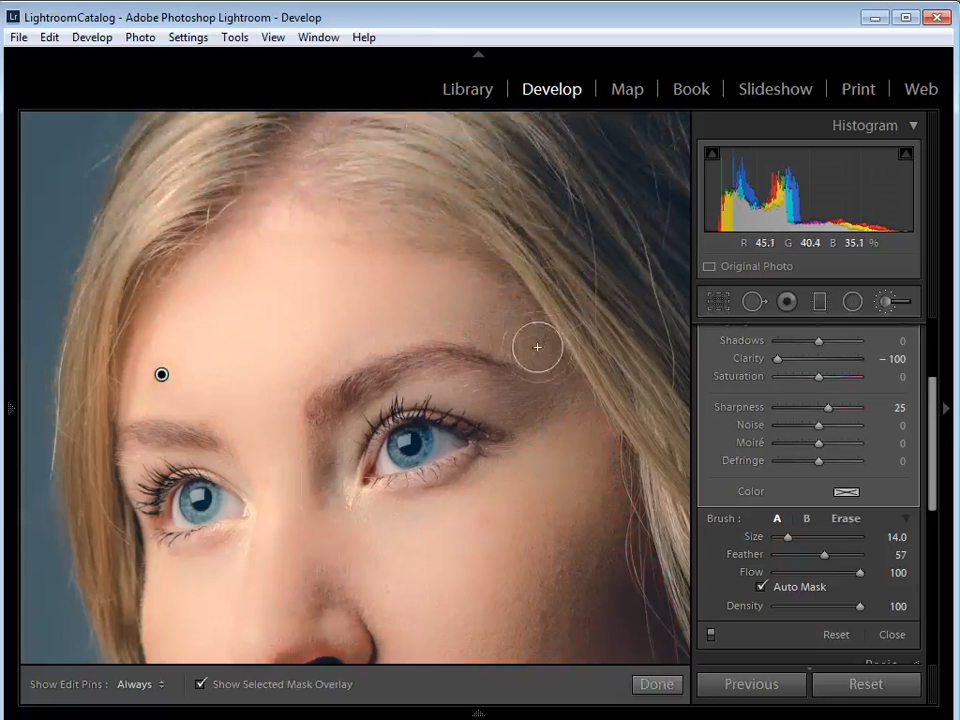 Lr LightroomCatalog - Adobe Photoshop Lightroom - Develop
File Edit Develop Photo Settings Tools View Window Help
Library | Develop | Map | Book | Slideshow | Print | Web
Histogram
R 45.1 G 40.4 B 35.1 %
Original Photo
Shadows 0
Clarity – 100
Saturation 0
Sharpness 25
Noise 0
Moiré 0
Defringe 0
Color
Brush : A B Erase
Size 14.0
Feather 57
Flow 100
Auto Mask
Density 100
Reset Close
Show Edit Pins : Always Show Selected Mask Overlay Done
Previous Reset